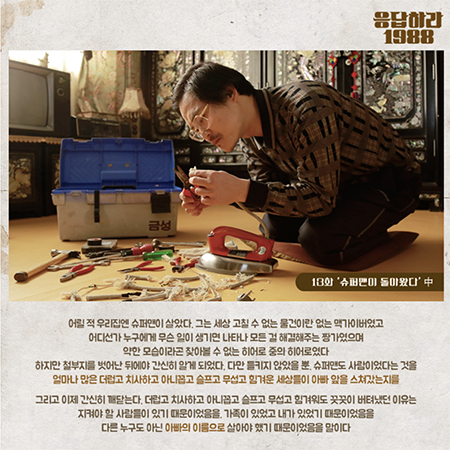 응답하라
1988
금성
18화 '슈퍼맨이 돌아왔다' 中
어릴 적 우리집엔 슈퍼맨이 살았다. 그는 세상 고칠 수 없는 물건이란 없는 맥가이버였고
어디선가 누구에게 무슨 일이 생기면 나타나 모든 걸 해결해주는 짱가였으며
약한 모습이라곤 찾아볼 수 없는 히어로 중의 히어로였다
하지만 철부지를 벗어난 뒤에야 간신히 알게 되었다. 다만 들키지 않았을 뿐, 슈퍼맨도 사람이었다는 것을
얼마나 많은 더럽고 치사하고 아니꼽고 슬프고 무섭고 힘겨운 세상들이 아빠 앞을 스쳐갔는지를
그리고 이제 간신히 깨닫는다. 더럽고 치사하고 아니꼽고 슬프고 무섭고 힘겨워도 꿋꿋이 버텨냈던 이유는
지켜야 할 사람들이 있기 때문이었음을. 가족이 있었고 내가 있었기 때문이었음을
다른 누구도 아닌 아빠의 이름으로 살아야 했기 때문이었음을 말이다